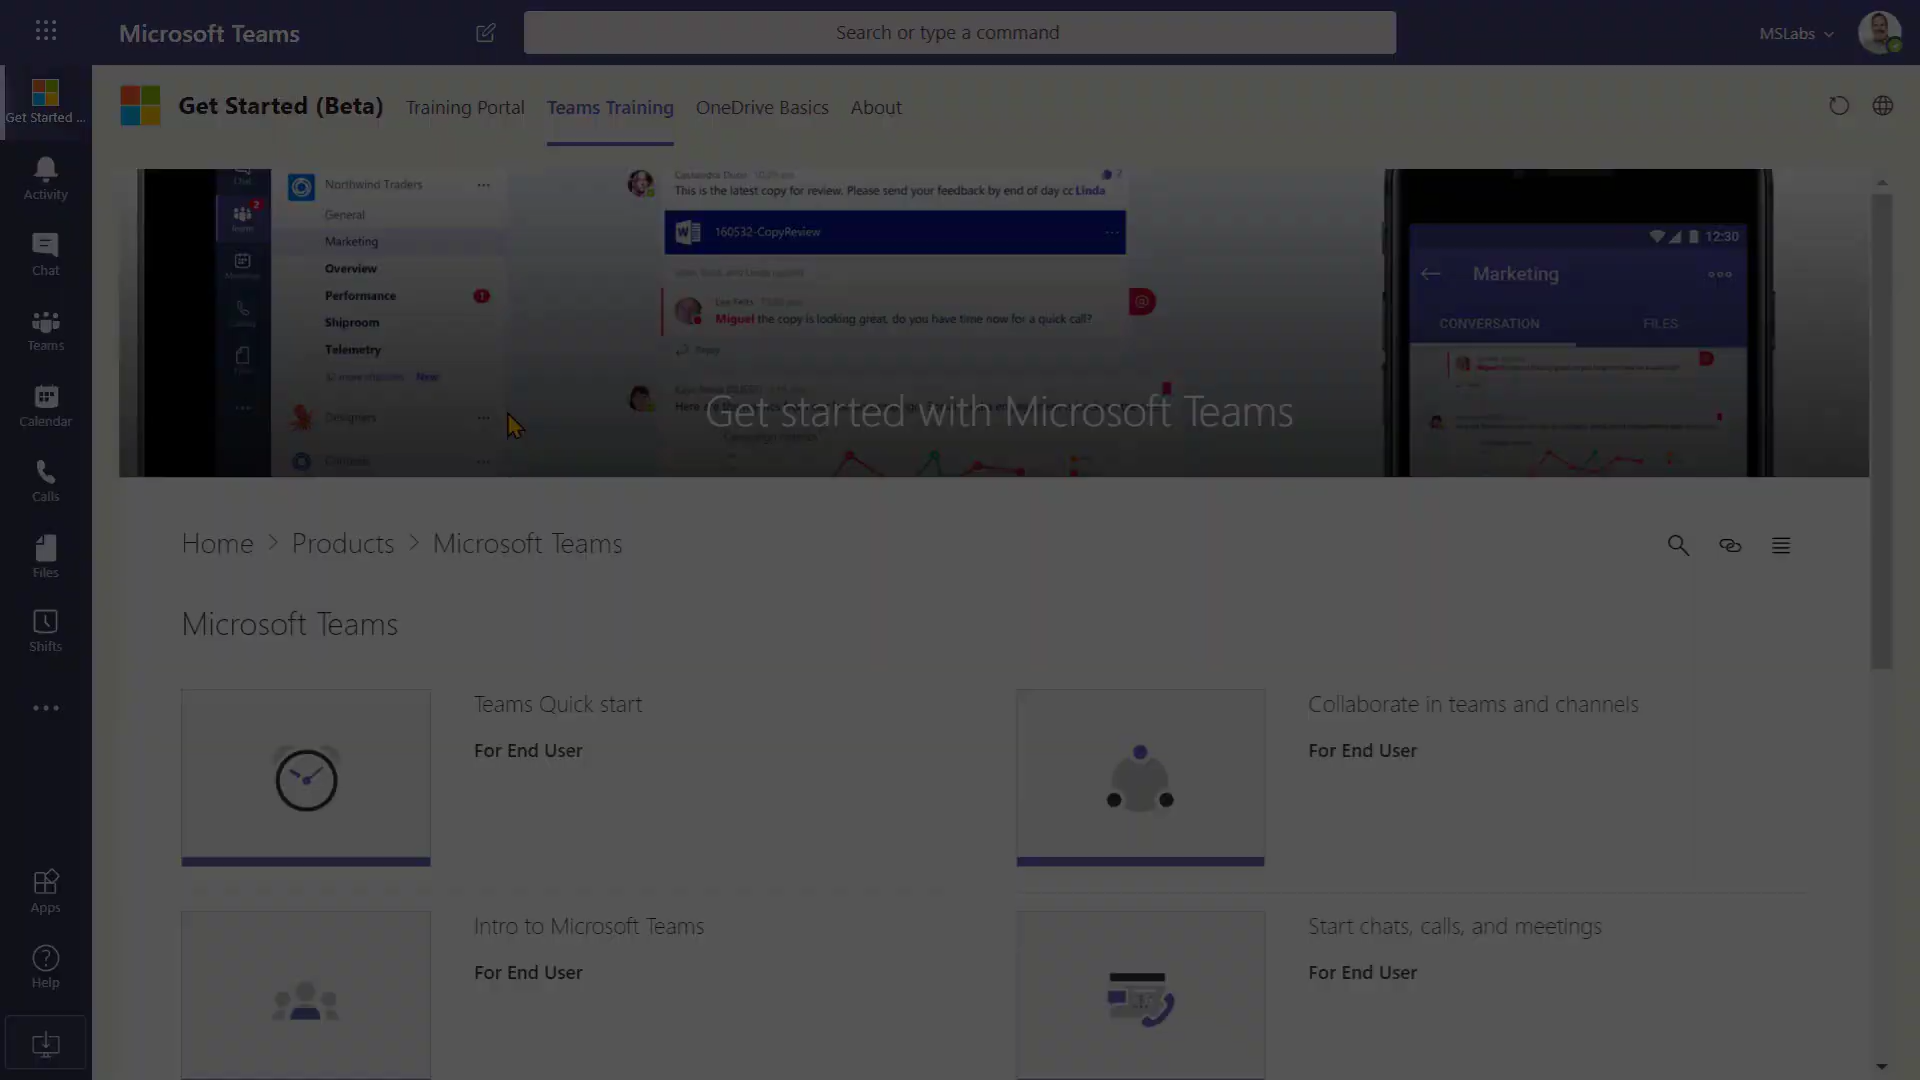 Microsoft Teams
Search or type a command
MSLabs
Get Started ...
Get Started (Beta)
Training Portal
Teams Training
OneDrive Basics
About
Activity
Chat
Teams
Calendar
Calls
Files
Shifts
Apps
Help
Northwind Traders
General
Marketing
Overview
Performance
1
Shiproom
Telemetry
New
Designers
2
This is the latest copy for review. Please send your feedback by end of day cc Linda
160532-CopyReview
Miguel the copy is looking great, do you have time now for a quick call?
Reply
12:30
Marketing
CONVERSATION
FILES
Get started with Microsoft Teams
Home > Products > Microsoft Teams
Microsoft Teams
Teams Quick start
For End User
Collaborate in teams and channels
For End User
Intro to Microsoft Teams
For End User
Start chats, calls, and meetings
For End User